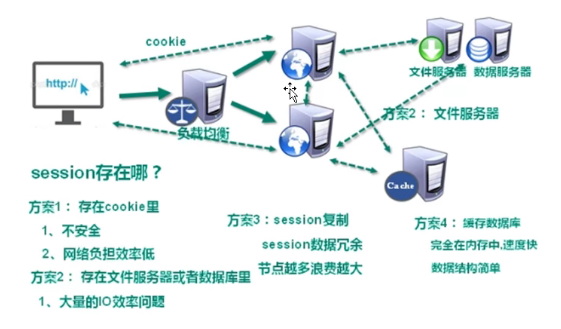 cookie
http://
文件服务器
数据服务器
负载均衡
方案2： 文件服务器
Cache
session存在哪？
方案1： 存在cookie里
1、不安全
2、网络负担效率低
方案2： 存在文件服务器或者数据库里
1、大量的IO效率问题
方案3：session复制
session数据冗余
节点越多浪费越大
方案4： 缓存数据库
完全在内存中,速度快
数据结构简单